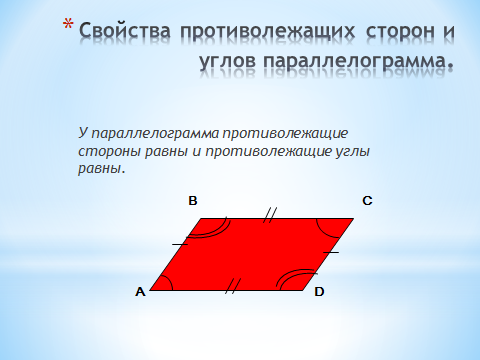 * Свойства противолежащих сторон и
углов параллелограмма.
У параллелограмма противолежащие
стороны равны и противолежащие углы
равны.
B C
A D